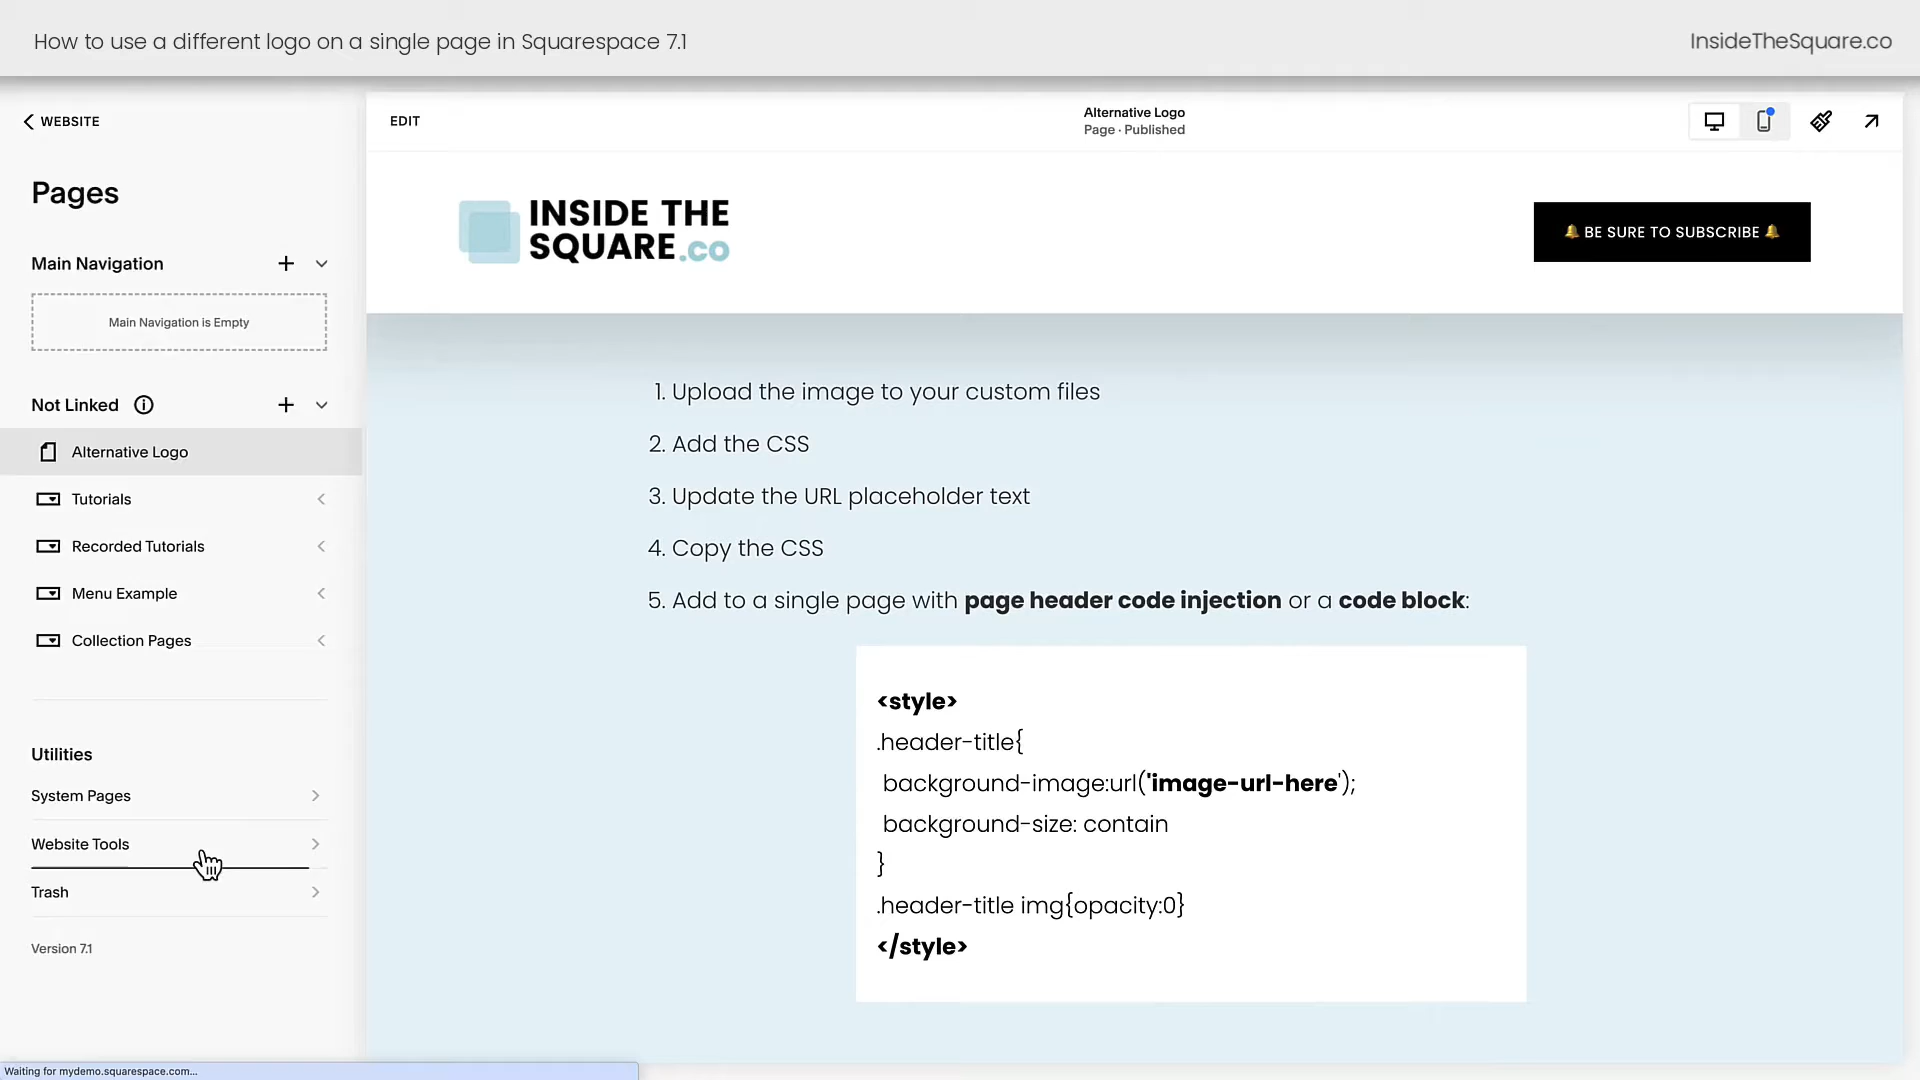 How to use a different logo on a single page in Squarespace 7.1
InsideTheSquare.co
WEBSITE
EDIT
Alternative Logo
Page · Published
Pages
INSIDE THE
SQUARE.co
🔔 BE SURE TO SUBSCRIBE 🔔
Main Navigation
Main Navigation is Empty
Not Linked
Alternative Logo
Tutorials
Recorded Tutorials
Menu Example
Collection Pages
Utilities
System Pages
Website Tools
Trash
Version 7.1
1. Upload the image to your custom files
2. Add the CSS
3. Update the URL placeholder text
4. Copy the CSS
5. Add to a single page with page header code injection or a code block:
<style>
.header-title{
background-image:url('image-url-here');
background-size: contain
}
.header-title img{opacity:0}
</style>
Waiting for mydemo.squarespace.com...